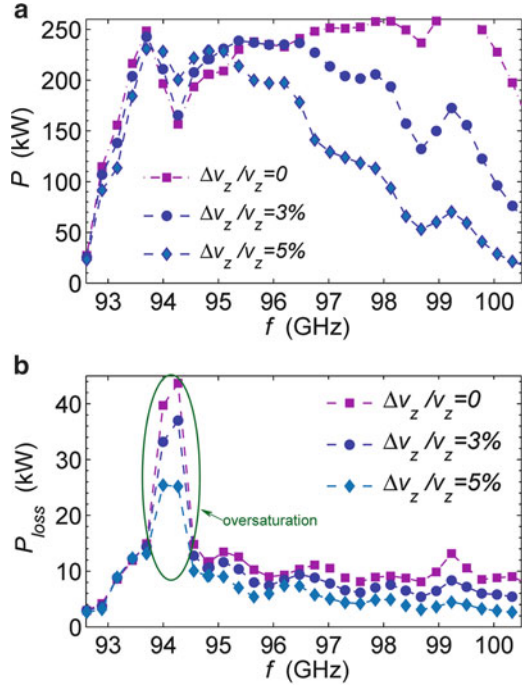 a
250
200
150
100
50
0
P (kW)
Δv_z/v_z=0
Δv_z/v_z=3%
Δv_z/v_z=5%
93 94 95 96 97 98 99 100
f (GHz)
b
40
30
20
10
0
P_loss (kW)
Δv_z/v_z=0
Δv_z/v_z=3%
Δv_z/v_z=5%
oversaturation
93 94 95 96 97 98 99 100
f (GHz)